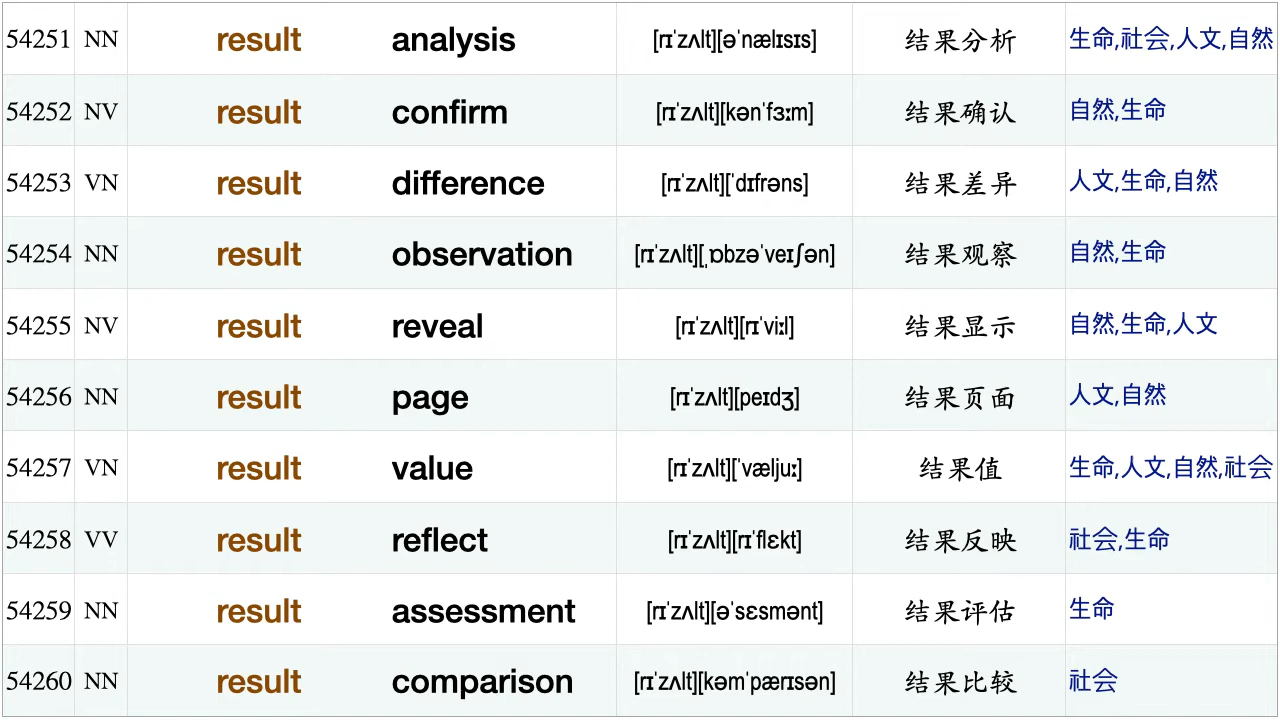 54251 NN result analysis [rɪˈzʌlt][əˈnælɪsɪs] 结果分析 生命,社会,人文,自然
54252 NV result confirm [rɪˈzʌlt][kənˈfɜːm] 结果确认 自然,生命
54253 VN result difference [rɪˈzʌlt][ˈdɪfrəns] 结果差异 人文,生命,自然
54254 NN result observation [rɪˈzʌlt][ˌɒbzəˈveɪʃən] 结果观察 自然,生命
54255 NV result reveal [rɪˈzʌlt][rɪˈviːl] 结果显示 自然,生命,人文
54256 NN result page [rɪˈzʌlt][peɪdʒ] 结果页面 人文,自然
54257 VN result value [rɪˈzʌlt][ˈvæljuː] 结果值 生命,人文,自然,社会
54258 VV result reflect [rɪˈzʌlt][rɪˈflɛkt] 结果反映 社会,生命
54259 NN result assessment [rɪˈzʌlt][əˈsɛsmənt] 结果评估 生命
54260 NN result comparison [rɪˈzʌlt][kəmˈpærɪsən] 结果比较 社会